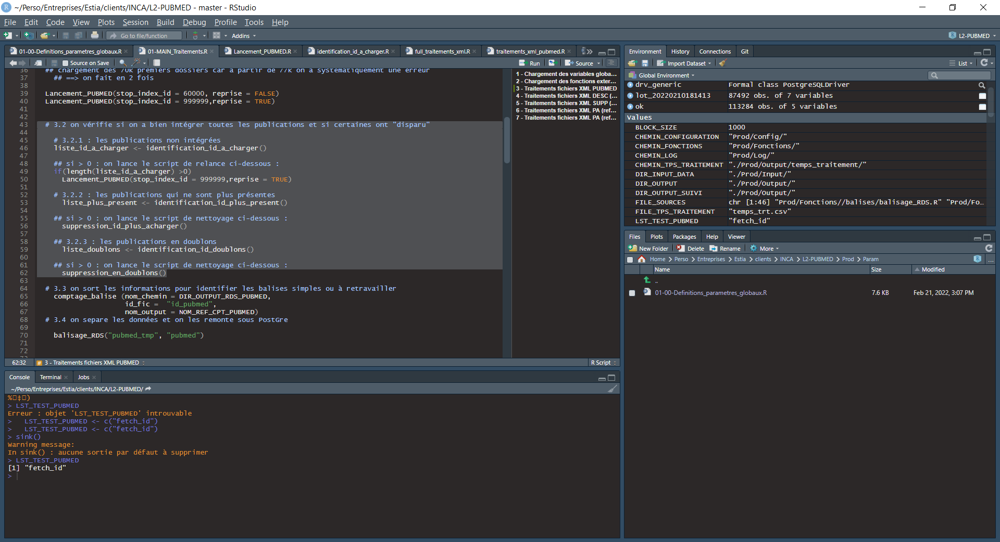 ~/Perso/Entreprises/Estia/clients/INCA/L2-PUBMED - master - RStudio
File Edit Code View Plots Session Build Debug Profile Tools Help
Go to file/function Addins L2-PUBMED
01-00-Definitions_parametres_globaux.R 01-MAIN_Traitements.R Lancement_PUBMED.R identification_id_a_charger.R full_traitements_xml.R traitements_xml_pubmed.R
Source on Save Run Source
36 ## chargement des 70k premiers dossiers car a partir de 77k on a systematiquement une erreur
37 ## ==> on fait en 2 fois
38
39 Lancement_PUBMED(stop_index_id = 60000, reprise = FALSE)
40 Lancement_PUBMED(stop_index_id = 999999,reprise = TRUE)
41
42
43 # 3.2 on vérifie si on a bien intégrer toutes les publications et si certaines ont "disparu"
44
45 # 3.2.1 : les publications non intégrées
46 liste_id_a_charger <- identification_id_a_charger()
47
48 ## si > 0 : on lance le script de relance ci-dessous :
49 if(length(liste_id_a_charger) >0)
50 Lancement_PUBMED(stop_index_id = 999999,reprise = TRUE)
51
52 # 3.2.2 : les publications qui ne sont plus présentes
53 liste_plus_present <- identification_id_plus_present()
54
55 ## si > 0 : on lance le script de nettoyage ci-dessous :
56 suppression_id_plus_acharger()
57
58 ## 3.2.3 : les publications en doublons
59 liste_doublons <- identification_id_doublons()
60
61 ## si > 0 : on lance le script de nettoyage ci-dessous :
62 suppression_en_doublons()
63
64 # 3.3 on sort les informations pour identifier les balises simples ou à retravailler
65 comptage_balise (nom_chemin = DIR_OUTPUT_RDS_PUBMED,
66 id_fic = "id_pubmed",
67 nom_output = NOM_REF_CPT_PUBMED)
68 # 3.4 on separe les données et on les remonte sous PostGre
69
70 balisage_RDS("pubmed_tmp", "pubmed")
71
72
1 - Chargement des variables globa...
2 - Chargement des fonctions exter...
3 - Traitements fichiers XML PUBMED
4 - Traitements fichiers XML DESC (...
5 - Traitements fichiers XML SUPP (...
6 - Traitements fichiers XML PA (ref...
7 - Traitements fichiers XML PA (ref...
62:32 # 3 - Traitements fichiers XML PUBMED R Script
Console Terminal Jobs
~/Perso/Entreprises/Estia/clients/INCA/L2-PUBMED/
%□‡□)
> LST_TEST_PUBMED
Erreur : objet 'LST_TEST_PUBMED' introuvable
> LST_TEST_PUBMED <- c("fetch_id")
> LST_TEST_PUBMED <- c("fetch_id")
> sink()
Warning message:
In sink() : aucune sortie par défaut à supprimer
> LST_TEST_PUBMED
[1] "fetch_id"
>
Environment History Connections Git
Import Dataset List
Global Environment
drv_generic Formal class PostgreSQLDriver
lot_20220210181413 87492 obs. of 7 variables
ok 113284 obs. of 5 variables
Values
BLOCK_SIZE 1000
CHEMIN_CONFIGURATION "Prod/Config/"
CHEMIN_FONCTIONS "Prod/Fonctions/"
CHEMIN_LOG "Prod/Log/"
CHEMIN_TPS_TRAITEMENT "./Prod/Output/temps_traitement/"
DIR_INPUT_DATA "./Prod/Input/"
DIR_OUTPUT "./Prod/Output/"
DIR_OUTPUT_SUIVI "./Prod/Output/"
FILE_SOURCES chr [1:46] "Prod/Fonctions//balises/balisage_RDS.R" "Prod/Fo...
FILE_TPS_TRAITEMENT "temps_trt.csv"
LST_TEST_PUBMED "fetch_id"
Files Plots Packages Help Viewer
New Folder Delete Rename More
Home > Perso > Entreprises > Estia > clients > INCA > L2-PUBMED > Prod > Param ...
Name Size Modified
..
01-00-Definitions_parametres_globaux.R 7.6 KB Feb 21, 2022, 3:07 PM